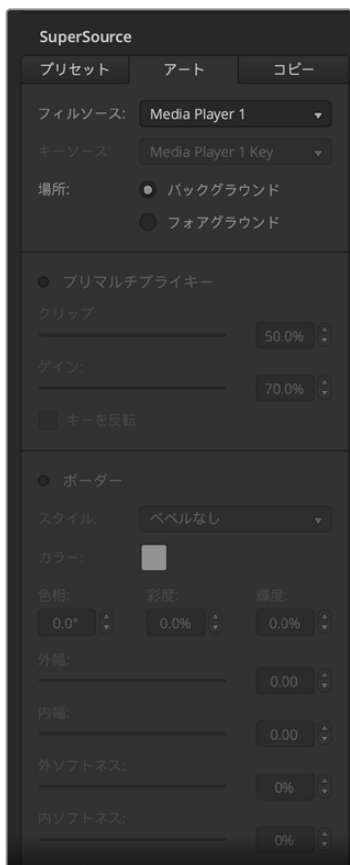 SuperSource
プリセット アート コピー
フィルソース: Media Player 1
キーソース: Media Player 1 Key
場所: バックグラウンド
フォアグラウンド
プリマルチプライキー
クリップ:
50.0%
ゲイン:
70.0%
キーを反転
ボーダー
スタイル: ベベルなし
カラー:
色相: 彩度: 輝度:
0.0° 0.0% 0.0%
外幅:
0.00
内幅:
0.00
外ソフトネス:
0%
内ソフトネス:
0%